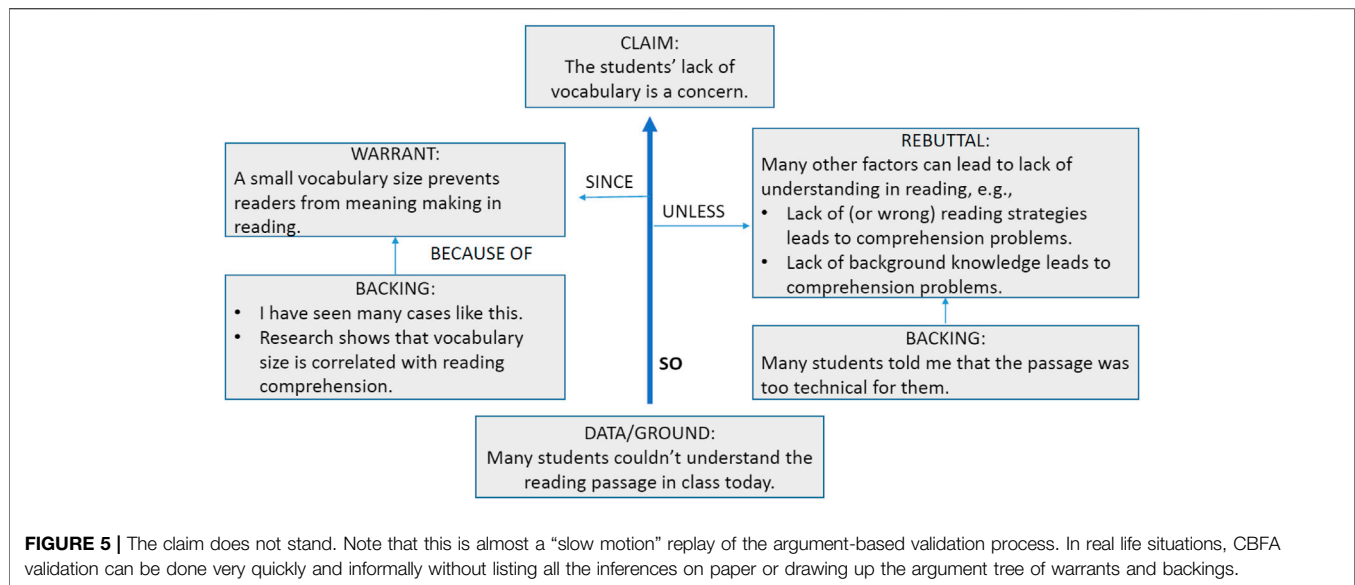 CLAIM:
The students’ lack of
vocabulary is a concern.
WARRANT:
A small vocabulary size prevents
readers from meaning making in
reading.
SINCE
UNLESS
REBUTTAL:
Many other factors can lead to lack of
understanding in reading, e.g.,
• Lack of (or wrong) reading strategies
leads to comprehension problems.
• Lack of background knowledge leads to
comprehension problems.
BECAUSE OF
BACKING:
• I have seen many cases like this.
• Research shows that vocabulary
size is correlated with reading
comprehension.
BACKING:
Many students told me that the passage was
too technical for them.
SO
DATA/GROUND:
Many students couldn’t understand the
reading passage in class today.
FIGURE 5 | The claim does not stand. Note that this is almost a “slow motion” replay of the argument-based validation process. In real life situations, CBFA
validation can be done very quickly and informally without listing all the inferences on paper or drawing up the argument tree of warrants and backings.